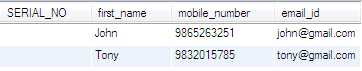 SERIAL_NO first_name mobile_number email_id
John 9865263251 john@gmail.com
Tony 9832015785 tony@gmail.com